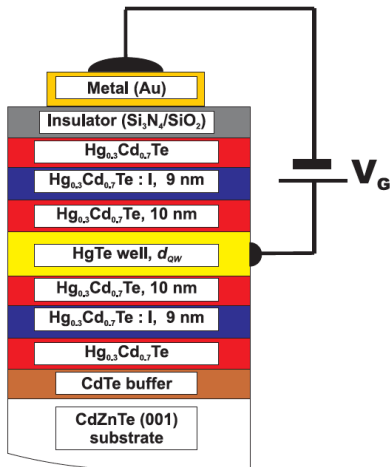 Metal (Au)
Insulator (Si₃N₄/SiO₂)
Hg₀.₃Cd₀.₇Te
Hg₀.₃Cd₀.₇Te : I, 9 nm
Hg₀.₃Cd₀.₇Te, 10 nm
HgTe well, d_QW
Hg₀.₃Cd₀.₇Te, 10 nm
Hg₀.₃Cd₀.₇Te : I, 9 nm
Hg₀.₃Cd₀.₇Te
CdTe buffer
CdZnTe (001)
substrate
V_G